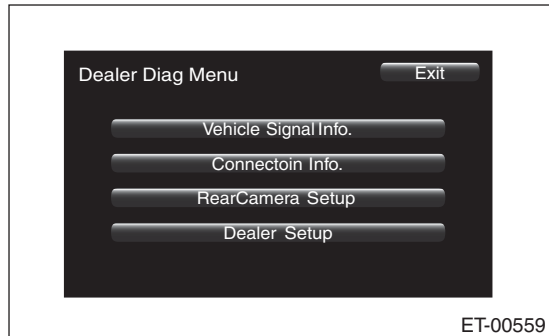 Dealer Diag Menu Exit
Vehicle Signal Info.
Connectoin Info.
RearCamera Setup
Dealer Setup
ET-00559